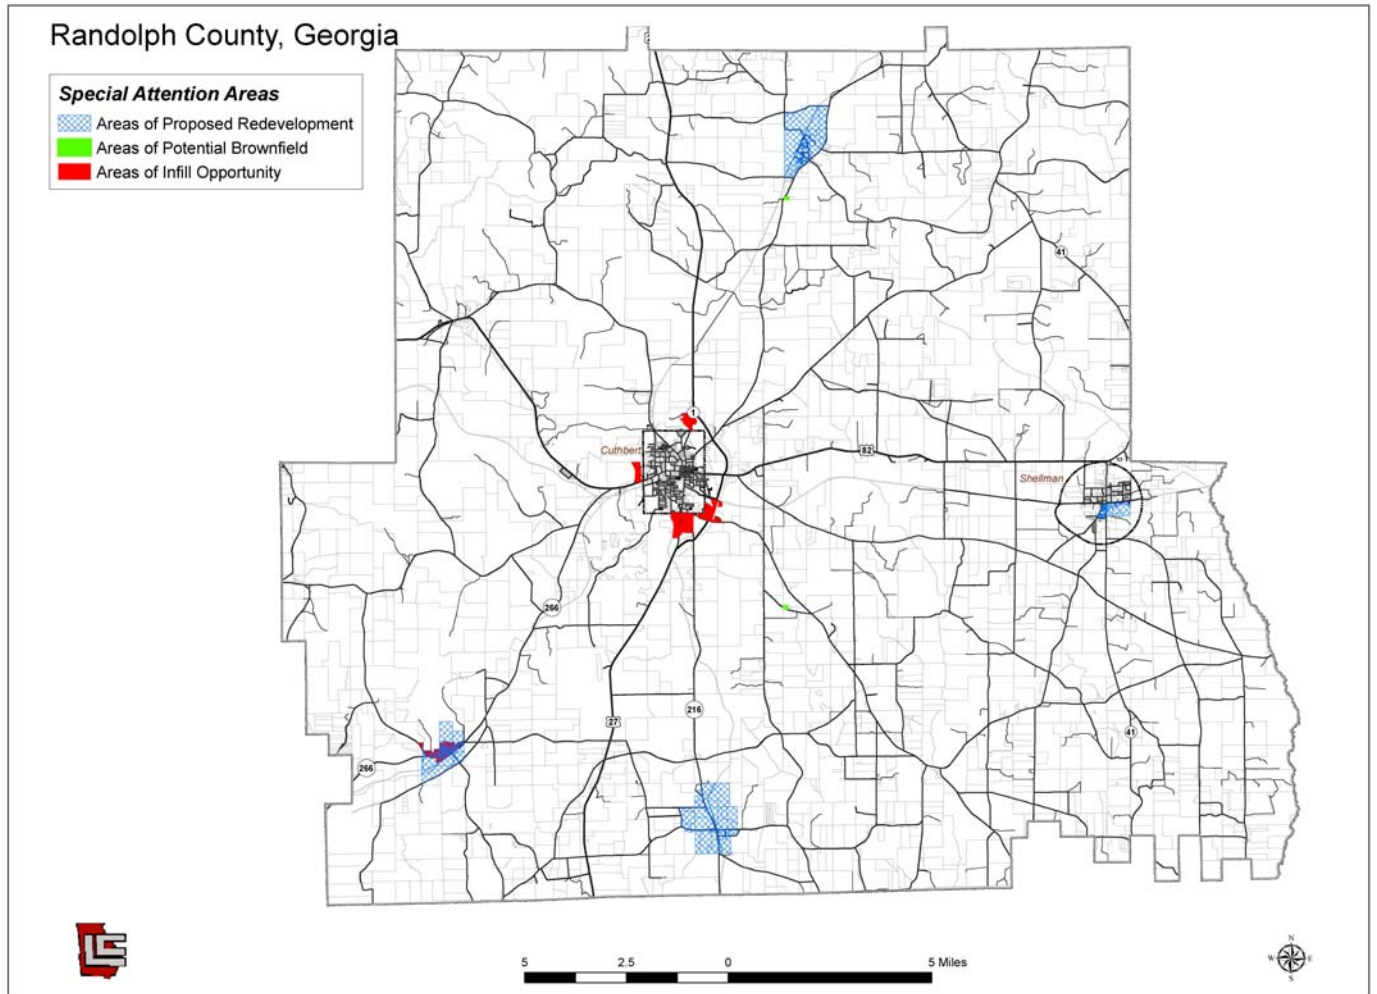 Randolph County, Georgia
Special Attention Areas
Areas of Proposed Redevelopment
Areas of Potential Brownfield
Areas of Infill Opportunity
41
1
Cuthbert
82
Shellman
266
27
216
41
266
5 2.5 0 5 Miles
N
W E
S